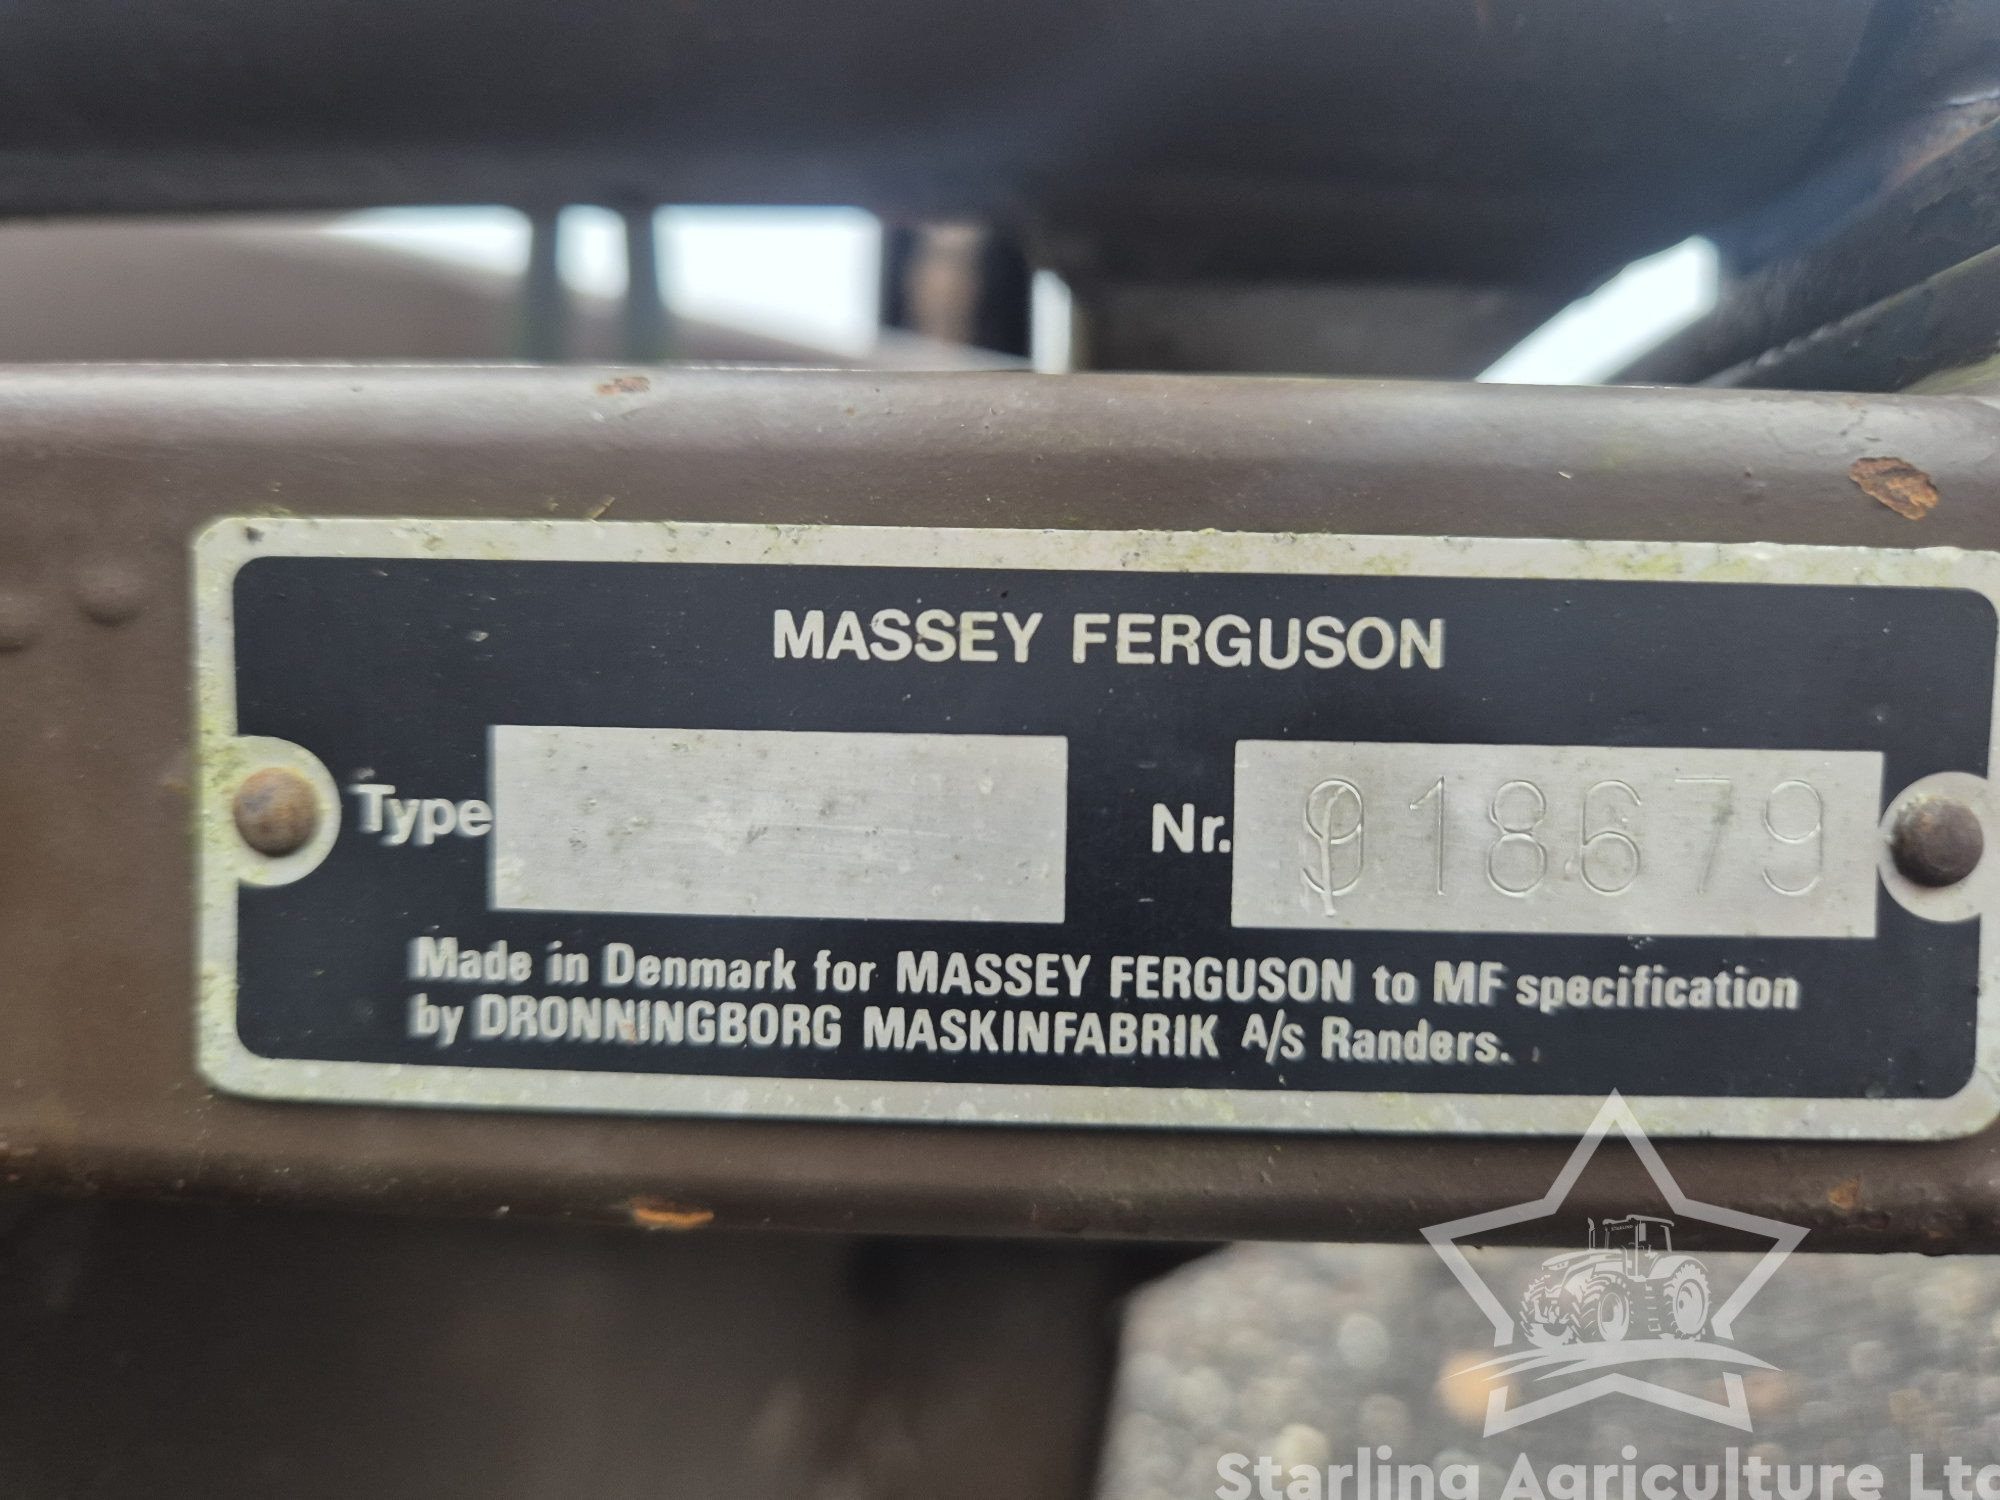 MASSEY FERGUSON
Type
Nr. 918679
Made in Denmark for MASSEY FERGUSON to MF specification
by DRONNINGBORG MASKINFABRIK A/S Randers.
Starling Agriculture Ltd